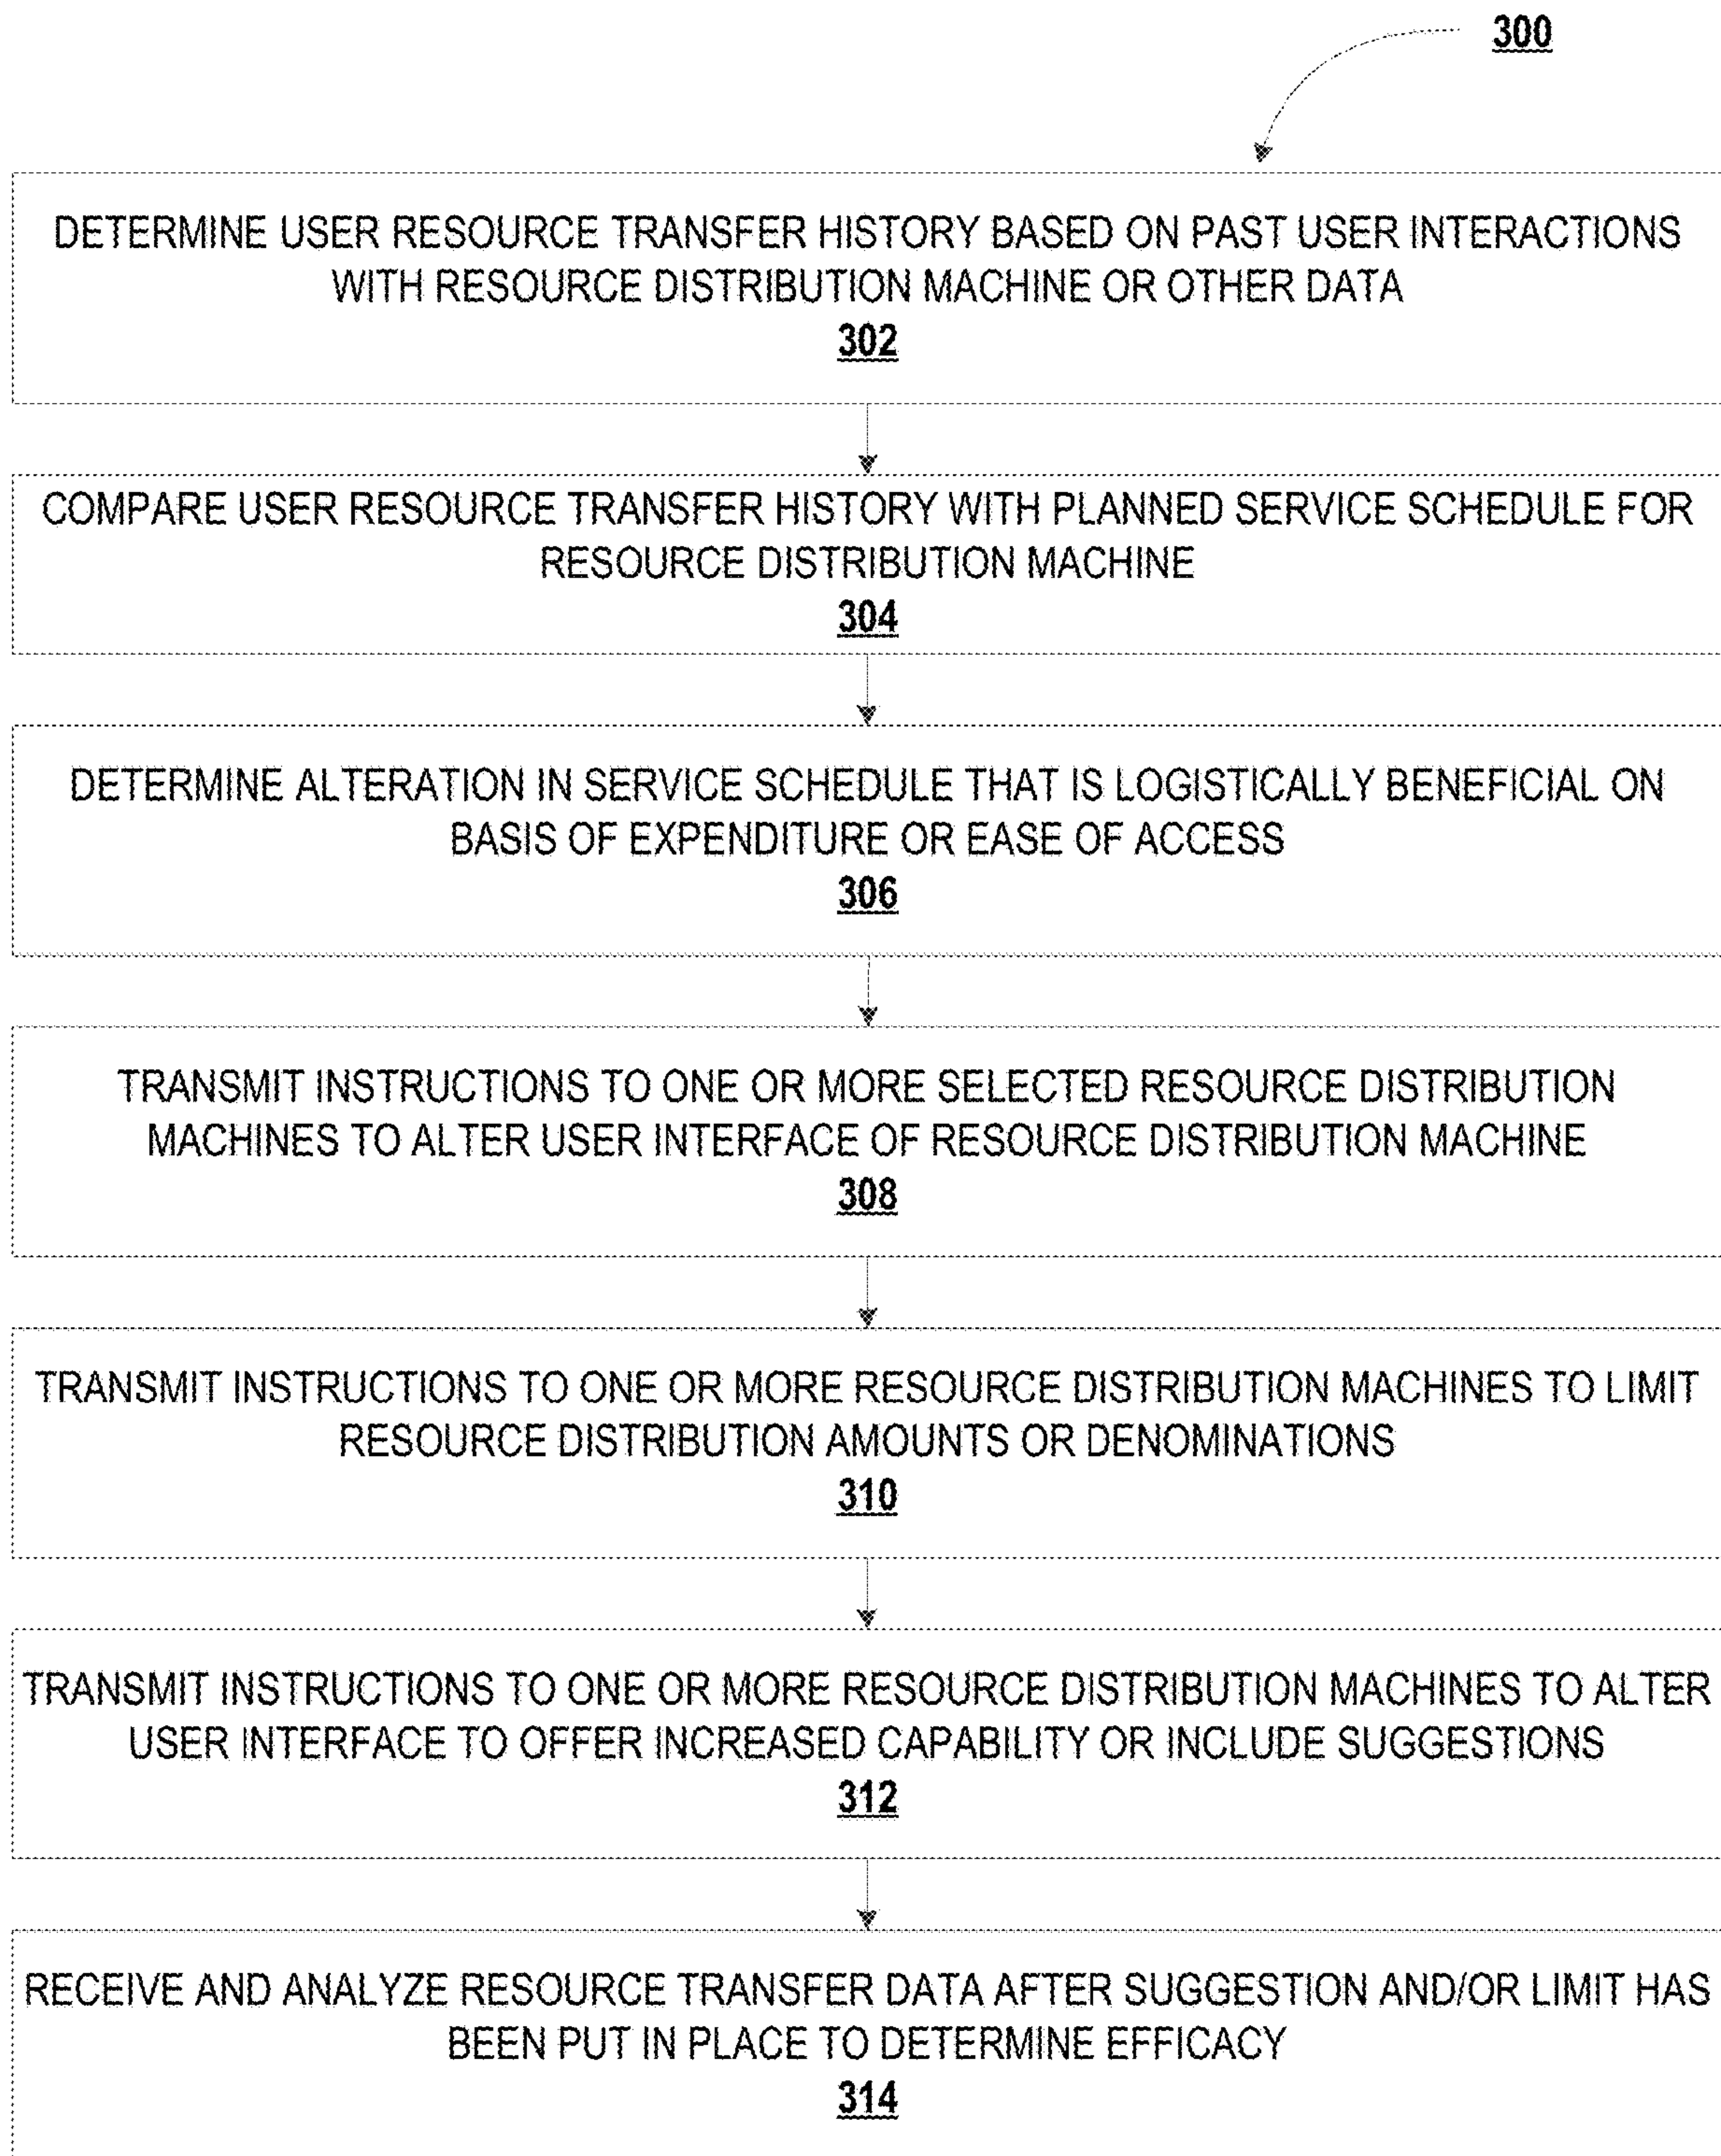 300
DETERMINE USER RESOURCE TRANSFER HISTORY BASED ON PAST USER INTERACTIONS
WITH RESOURCE DISTRIBUTION MACHINE OR OTHER DATA
302
COMPARE USER RESOURCE TRANSFER HISTORY WITH PLANNED SERVICE SCHEDULE FOR
RESOURCE DISTRIBUTION MACHINE
304
DETERMINE ALTERATION IN SERVICE SCHEDULE THAT IS LOGISTICALLY BENEFICIAL ON
BASIS OF EXPENDITURE OR EASE OF ACCESS
306
TRANSMIT INSTRUCTIONS TO ONE OR MORE SELECTED RESOURCE DISTRIBUTION
MACHINES TO ALTER USER INTERFACE OF RESOURCE DISTRIBUTION MACHINE
308
TRANSMIT INSTRUCTIONS TO ONE OR MORE RESOURCE DISTRIBUTION MACHINES TO LIMIT
RESOURCE DISTRIBUTION AMOUNTS OR DENOMINATIONS
310
TRANSMIT INSTRUCTIONS TO ONE OR MORE RESOURCE DISTRIBUTION MACHINES TO ALTER
USER INTERFACE TO OFFER INCREASED CAPABILITY OR INCLUDE SUGGESTIONS
312
RECEIVE AND ANALYZE RESOURCE TRANSFER DATA AFTER SUGGESTION AND/OR LIMIT HAS
BEEN PUT IN PLACE TO DETERMINE EFFICACY
314